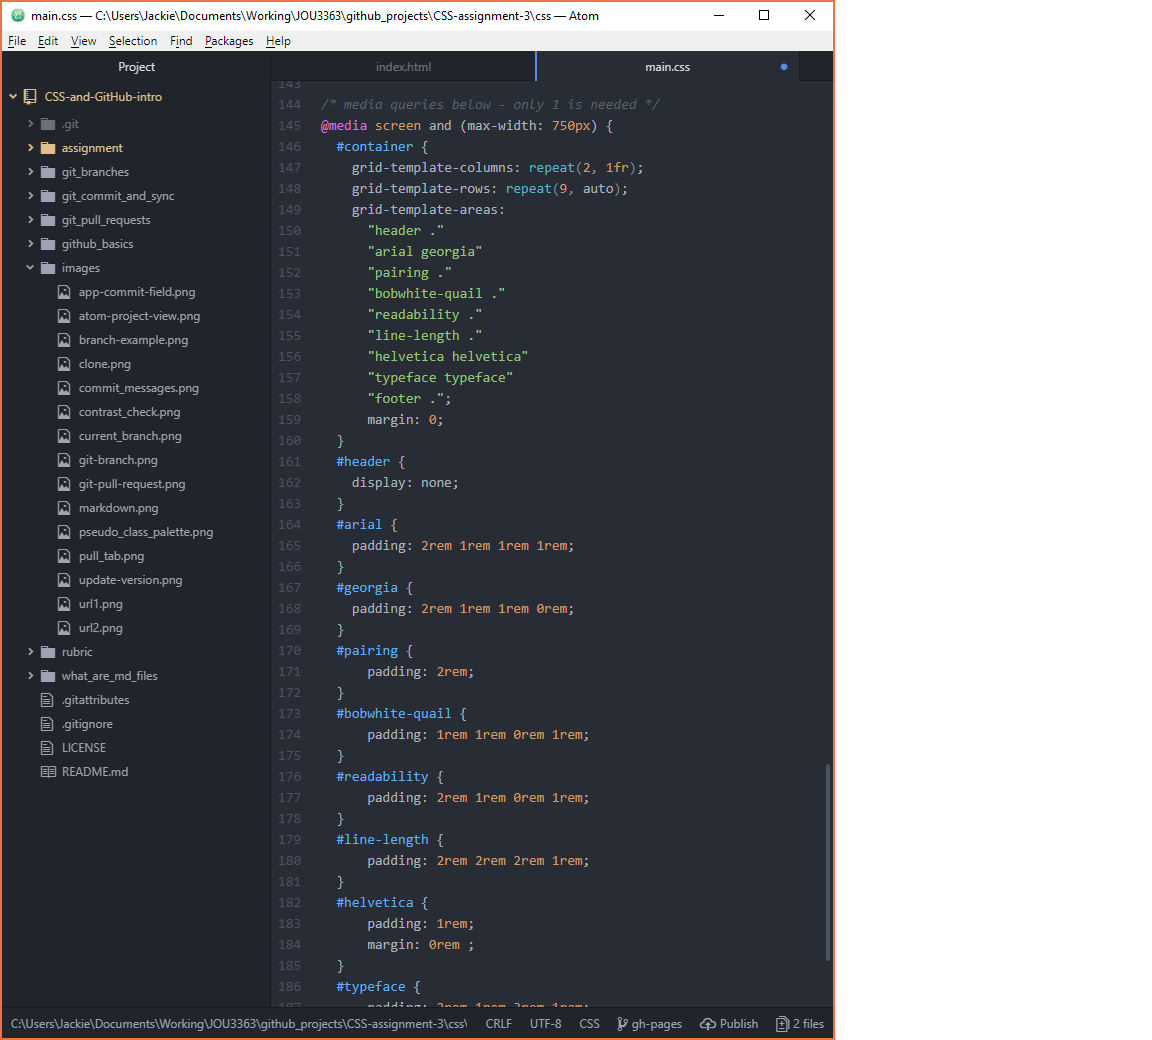 main.css — C:\Users\Jackie\Documents\Working\JOU3363\github_projects\CSS-assignment-3\css — Atom
File Edit View Selection Find Packages Help
Project
CSS-and-GitHub-intro
.git
assignment
git_branches
git_commit_and_sync
git_pull_requests
github_basics
images
app-commit-field.png
atom-project-view.png
branch-example.png
clone.png
commit_messages.png
contrast_check.png
current_branch.png
git-branch.png
git-pull-request.png
markdown.png
pseudo_class_palette.png
pull_tab.png
update-version.png
url1.png
url2.png
rubric
what_are_md_files
.gitattributes
.gitignore
LICENSE
README.md
index.html main.css
143
144 /* media queries below - only 1 is needed */
145 @media screen and (max-width: 750px) {
146 #container {
147 grid-template-columns: repeat(2, 1fr);
148 grid-template-rows: repeat(9, auto);
149 grid-template-areas:
150 "header ."
151 "arial georgia"
152 "pairing ."
153 "bobwhite-quail ."
154 "readability ."
155 "line-length ."
156 "helvetica helvetica"
157 "typeface typeface"
158 "footer .";
159 margin: 0;
160 }
161 #header {
162 display: none;
163 }
164 #arial {
165 padding: 2rem 1rem 1rem 1rem;
166 }
167 #georgia {
168 padding: 2rem 1rem 1rem 0rem;
169 }
170 #pairing {
171 padding: 2rem;
172 }
173 #bobwhite-quail {
174 padding: 1rem 1rem 0rem 1rem;
175 }
176 #readability {
177 padding: 2rem 1rem 0rem 1rem;
178 }
179 #line-length {
180 padding: 2rem 2rem 2rem 1rem;
181 }
182 #helvetica {
183 padding: 1rem;
184 margin: 0rem ;
185 }
186 #typeface {
187 padding: 2rem 1rem 2rem 1rem;
C:\Users\Jackie\Documents\Working\JOU3363\github_projects\CSS-assignment-3\css\ CRLF UTF-8 CSS gh-pages Publish 2 files